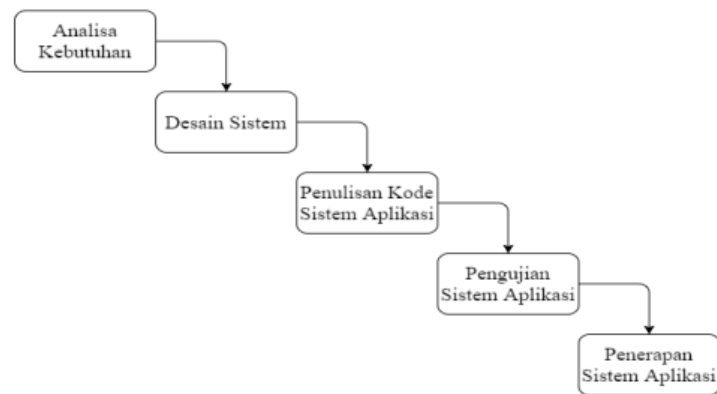 Analisa
Kebutuhan
Desain Sistem
Penulisan Kode
Sistem Aplikasi
Pengujian
Sistem Aplikasi
Penerapan
Sistem Aplikasi